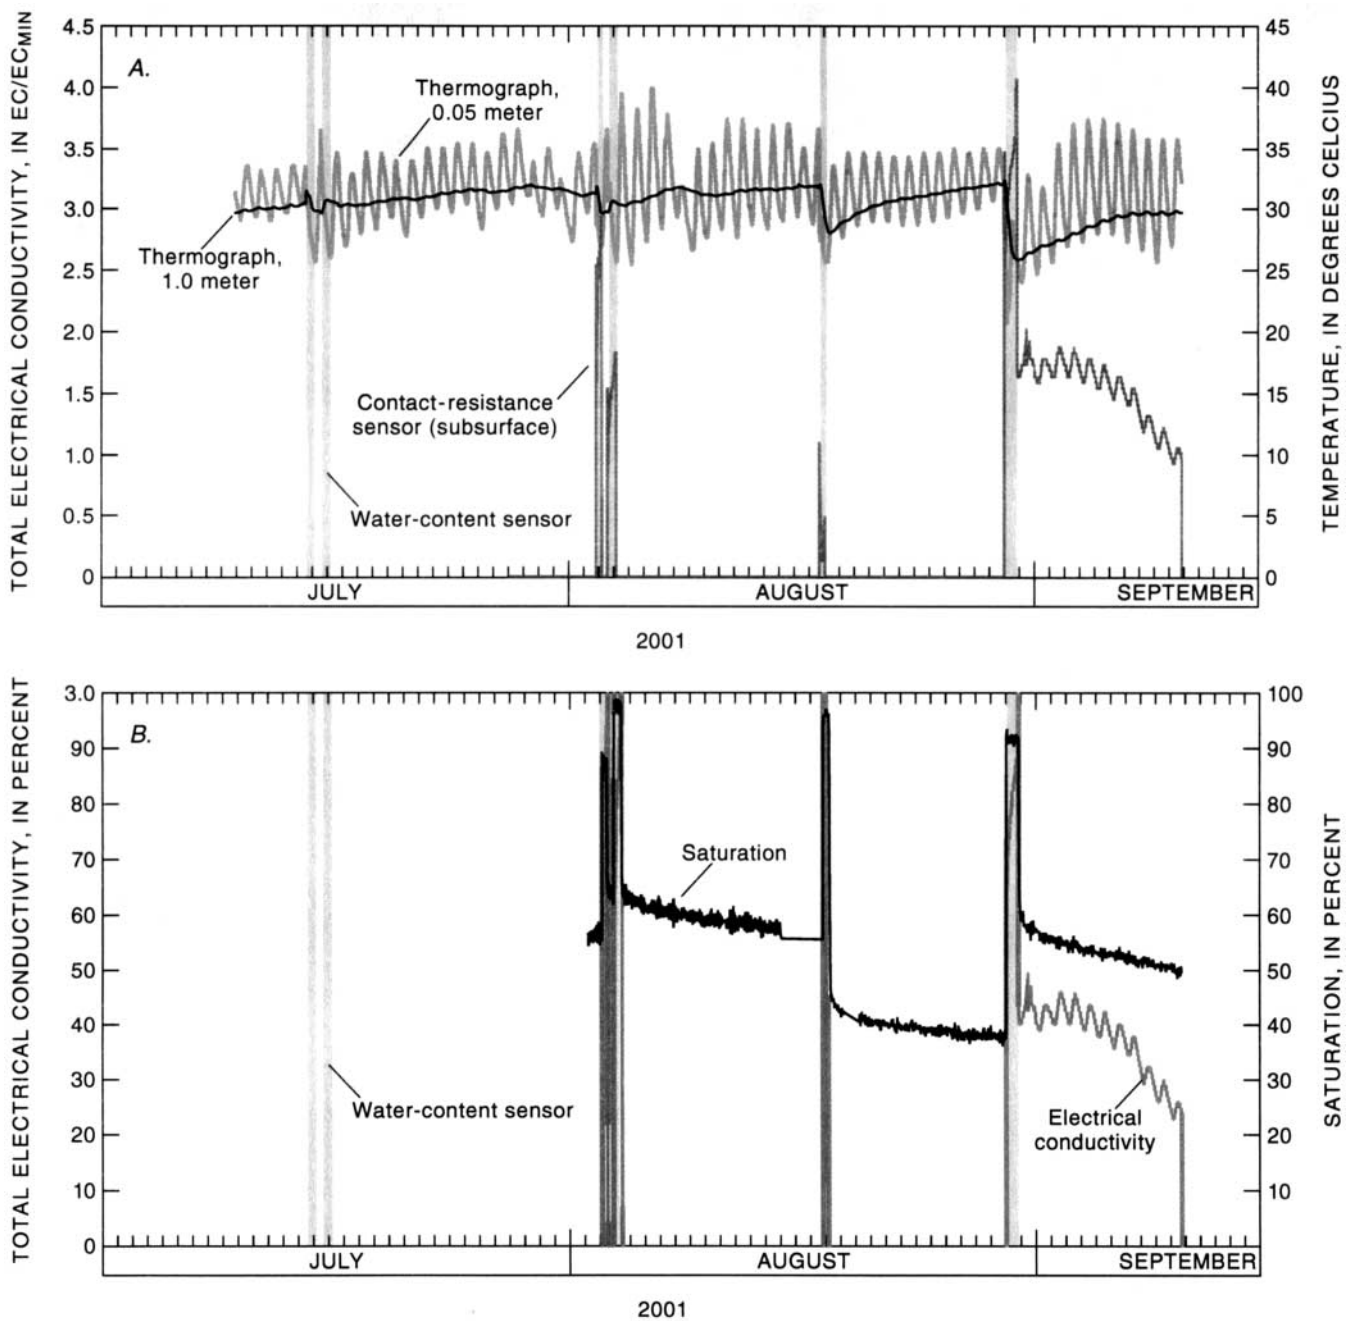 TOTAL ELECTRICAL CONDUCTIVITY, IN EC/ECMIN
4.5
4.0
3.5
3.0
2.5
2.0
1.5
1.0
0.5
0
A.
Thermograph,
0.05 meter
Thermograph,
1.0 meter
Contact-resistance
sensor (subsurface)
Water-content sensor
45
40
35
30
25
20
15
10
5
0
TEMPERATURE, IN DEGREES CELCIUS
JULY AUGUST SEPTEMBER
2001
TOTAL ELECTRICAL CONDUCTIVITY, IN PERCENT
3.0
90
80
70
60
50
40
30
20
10
0
B.
Saturation
Water-content sensor
Electrical
conductivity
100
90
80
70
60
50
40
30
20
10
SATURATION, IN PERCENT
JULY AUGUST SEPTEMBER
2001